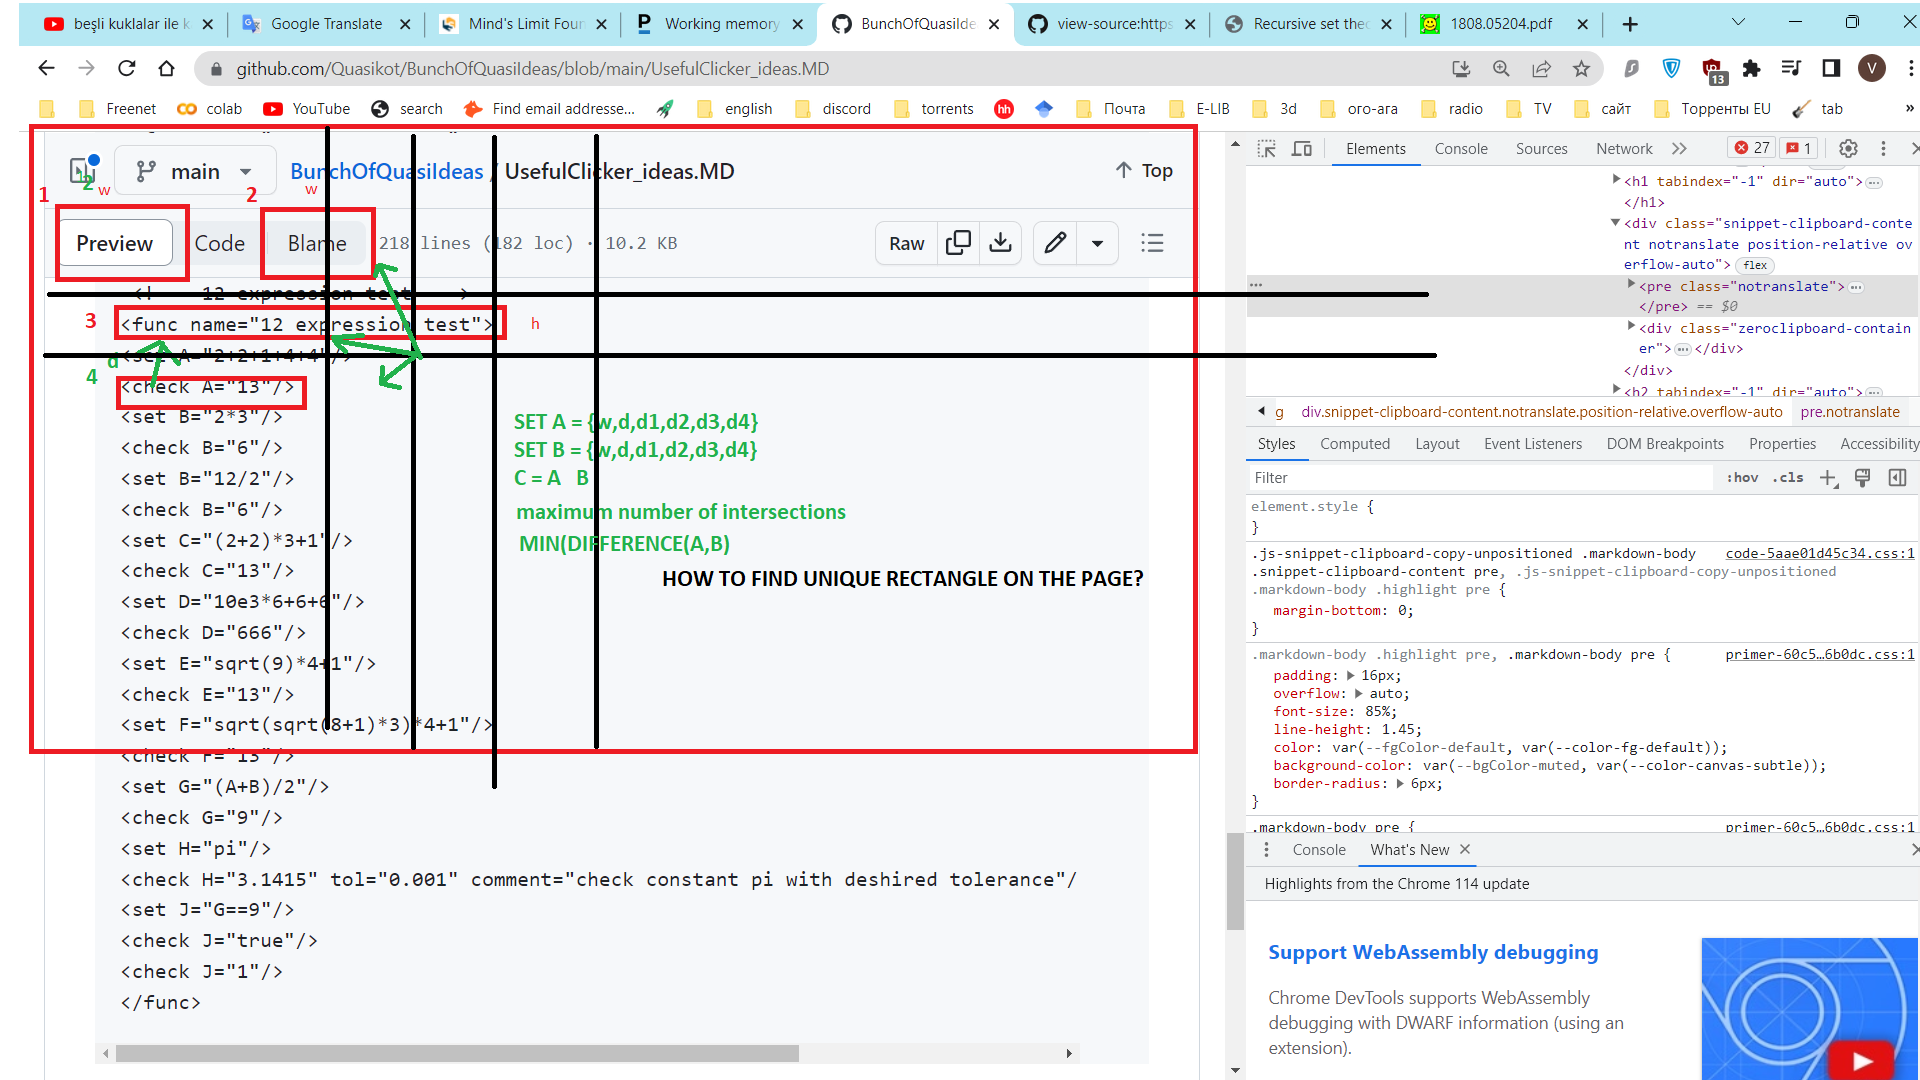 beşli kuklalar ile k
Google Translate
Mind's Limit Foun
Working memory
BunchOfQuasiIde
view-source:https
Recursive set theo
1808.05204.pdf
github.com/Quasikot/BunchOfQuasiIdeas/blob/main/UsefulClicker_ideas.MD
13
V
Freenet
colab
YouTube
search
Find email addresse...
english
discord
torrents
hh
Почта
E-LIB
3d
ого-ага
radio
TV
сайт
Торренты EU
tab
»
main
BunchOfQuasiIdeas / UsefulClicker_ideas.MD
Top
1 2 w 2 w
Preview
Code
Blame
218 lines (182 loc) · 10.2 KB
Raw
12 expression test
3
<func name="12 expression test">
h
d
<set A="2+2+1+4+4"/>
4
<check A="13"/>
<set B="2*3"/>
<check B="6"/>
<set B="12/2"/>
<check B="6"/>
<set C="(2+2)*3+1"/>
<check C="13"/>
<set D="10e3*6+6+6"/>
<check D="666"/>
<set E="sqrt(9)*4+1"/>
<check E="13"/>
<set F="sqrt(sqrt(8+1)*3)*4+1"/>
<check F="13"/>
<set G="(A+B)/2"/>
<check G="9"/>
<set H="pi"/>
<check H="3.1415" tol="0.001" comment="check constant pi with deshired tolerance"/
<set J="G==9"/>
<check J="true"/>
<check J="1"/>
</func>
SET A = {w,d,d1,d2,d3,d4}
SET B = {w,d,d1,d2,d3,d4}
C = A B
maximum number of intersections
MIN(DIFFERENCE(A,B)
HOW TO FIND UNIQUE RECTANGLE ON THE PAGE?
Elements
Console
Sources
Network
27
1
<h1 tabindex="-1" dir="auto">
</h1>
<div class="snippet-clipboard-conte
nt notranslate position-relative ov
erflow-auto"> flex
<pre class="notranslate">
</pre> == $0
<div class="zeroclipboard-contain
er"> </div>
</div>
<h2 tabindex="-1" dir="auto">
g
div.snippet-clipboard-content.notranslate.position-relative.overflow-auto
pre.notranslate
Styles
Computed
Layout
Event Listeners
DOM Breakpoints
Properties
Accessibility
Filter
:hov
.cls
element.style {
}
.js-snippet-clipboard-copy-unpositioned .markdown-body
code-5aae01d45c34.css:1
.snippet-clipboard-content pre, .js-snippet-clipboard-copy-unpositioned
.markdown-body .highlight pre {
margin-bottom: 0;
}
.markdown-body .highlight pre, .markdown-body pre {
primer-60c5…6b0dc.css:1
padding: 16px;
overflow: auto;
font-size: 85%;
line-height: 1.45;
color: var(--fgColor-default, var(--color-fg-default));
background-color: var(--bgColor-muted, var(--color-canvas-subtle));
border-radius: 6px;
}
.markdown-body pre {
primer-60c5…6b0dc.css:1
Console
What's New
Highlights from the Chrome 114 update
Support WebAssembly debugging
Chrome DevTools supports WebAssembly
debugging with DWARF information (using an
extension).